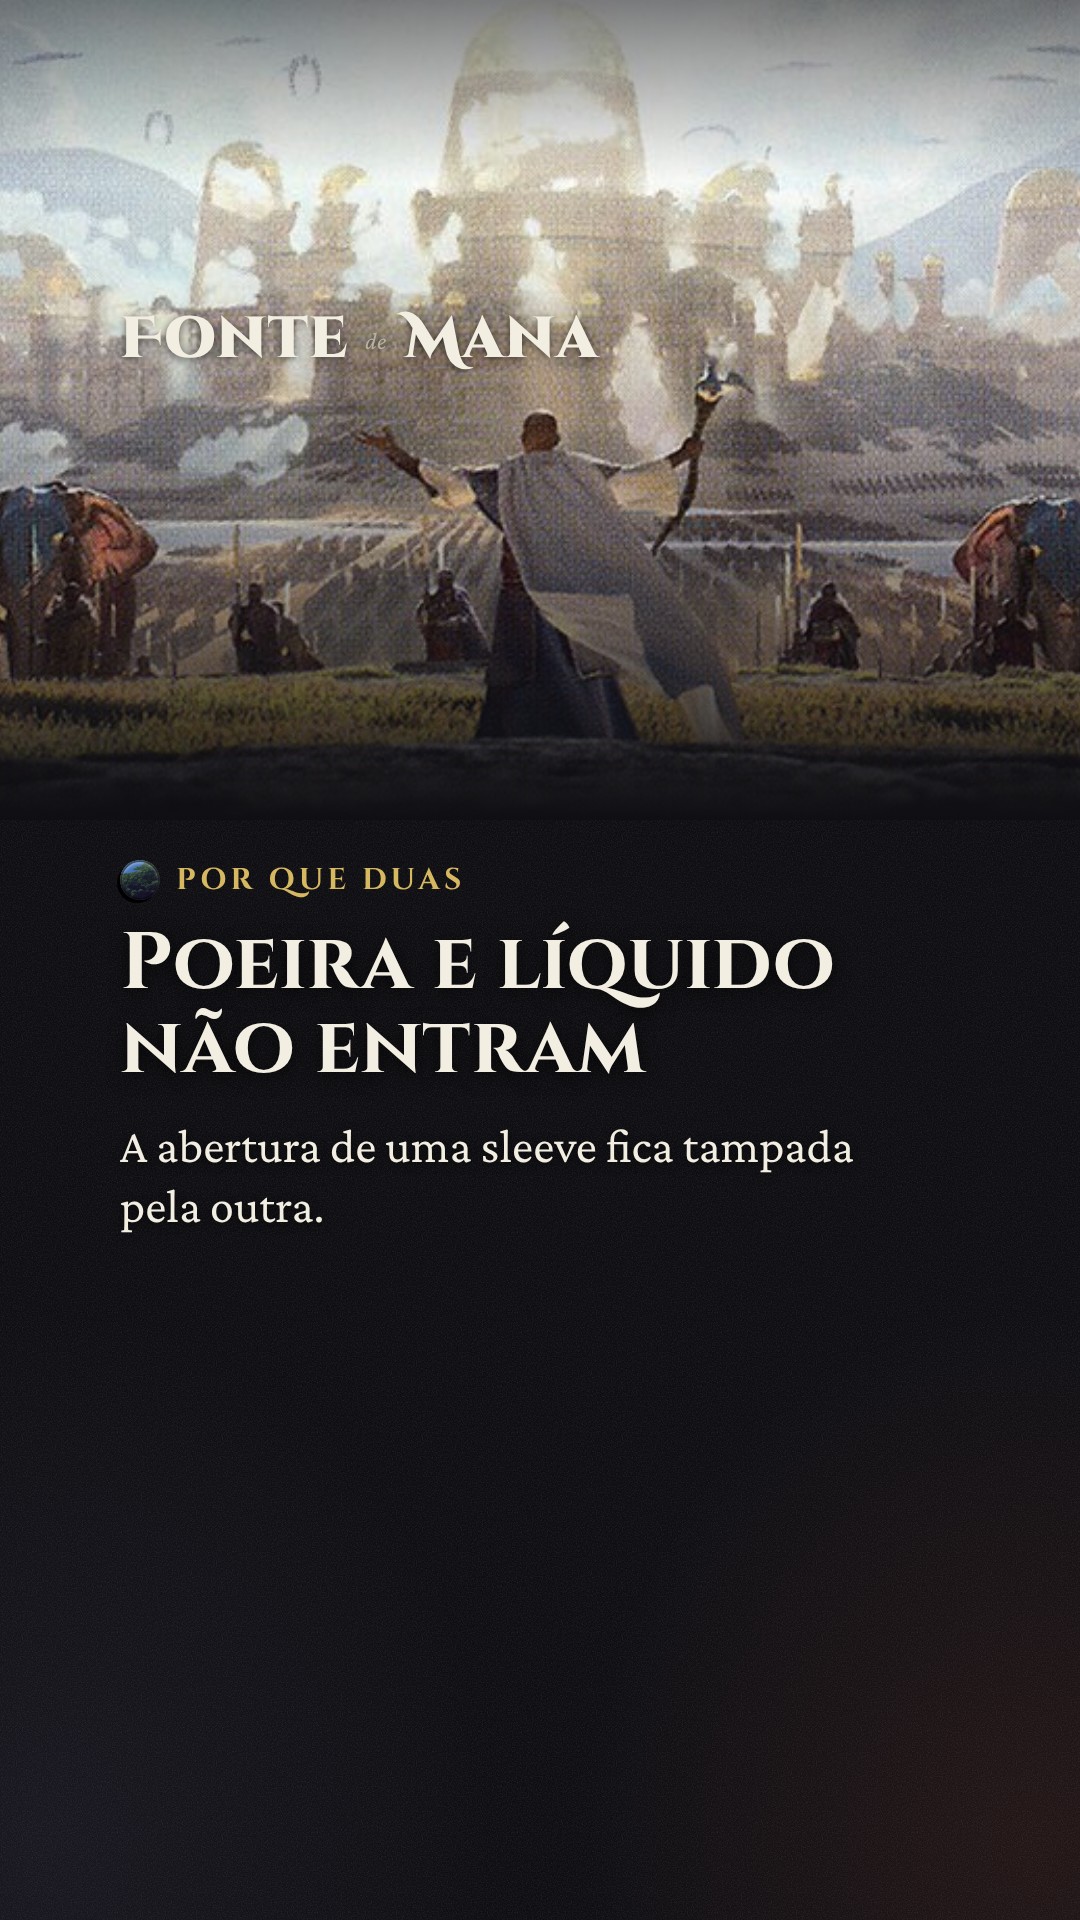 Fonte de Mana
POR QUE DUAS
Poeira e líquido
não entram
A abertura de uma sleeve fica tampada
pela outra.